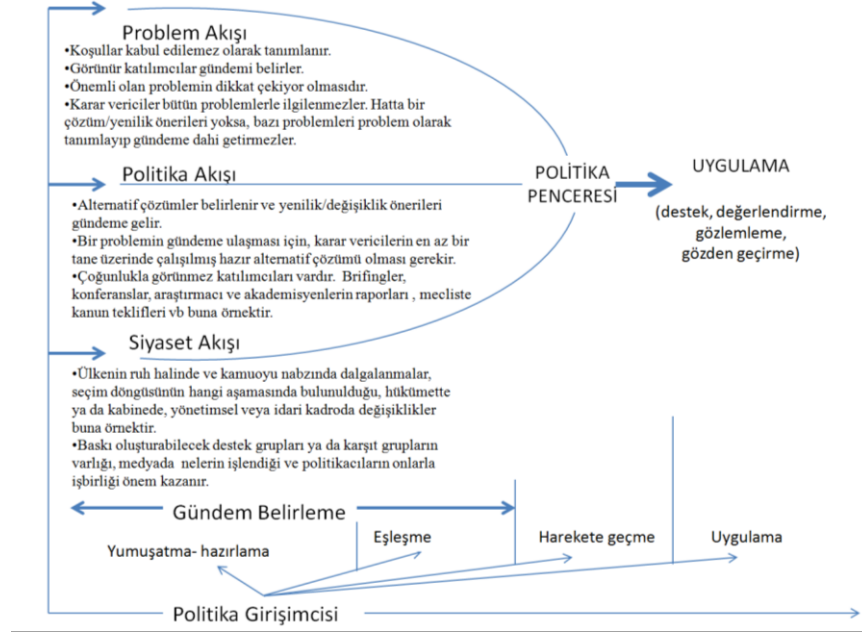 Problem Akışı
•Koşullar kabul edilemez olarak tanımlanır.
•Görünür katılımcılar gündemi belirler.
•Önemli olan problemin dikkat çekiyor olmasıdır.
•Karar vericiler bütün problemlerle ilgilenmezler. Hatta bir
çözüm/yenilik önerileri yoksa, bazı problemleri problem olarak
tanımlayıp gündeme dahi getirmezler.
Politika Akışı
•Alternatif çözümler belirlenir ve yenilik/değişiklik önerileri
gündeme gelir.
•Bir problemin gündeme ulaşması için, karar vericilerin en az bir
tane üzerinde çalışılmış hazır alternatif çözümü olması gerekir.
•Çoğunlukla görünmez katılımcıları vardır. Brifingler,
konferanslar, araştırmacı ve akademisyenlerin raporları , mecliste
kanun teklifleri vb buna örnektir.
POLİTİKA
PENCERESİ
UYGULAMA
(destek, değerlendirme,
gözlemleme,
gözden geçirme)
Siyaset Akışı
•Ülkenin ruh halinde ve kamuoyu nabzında dalgalanmalar,
seçim döngüsünün hangi aşamasında bulunulduğu, hükümette
ya da kabinede, yönetimsel veya idari kadroda değişiklikler
buna örnektir.
•Baskı oluşturabilecek destek grupları ya da karşıt grupların
varlığı, medyada nelerin işlendiği ve politikacıların onlarla
işbirliği önem kazanır.
Gündem Belirleme
Yumuşatma- hazırlama
Eşleşme
Harekete geçme
Uygulama
Politika Girişimcisi